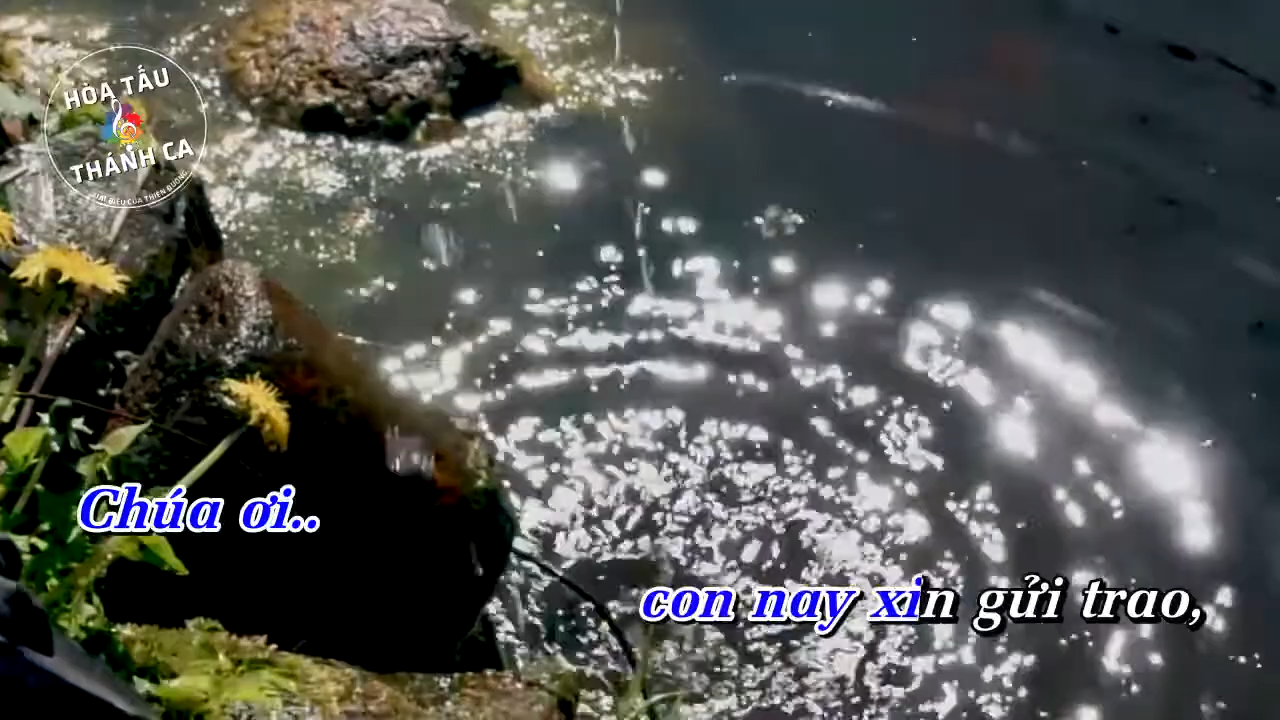 HÒA TẤU
THÁNH CA
Chúa ơi..
con nay xin gửi trao,